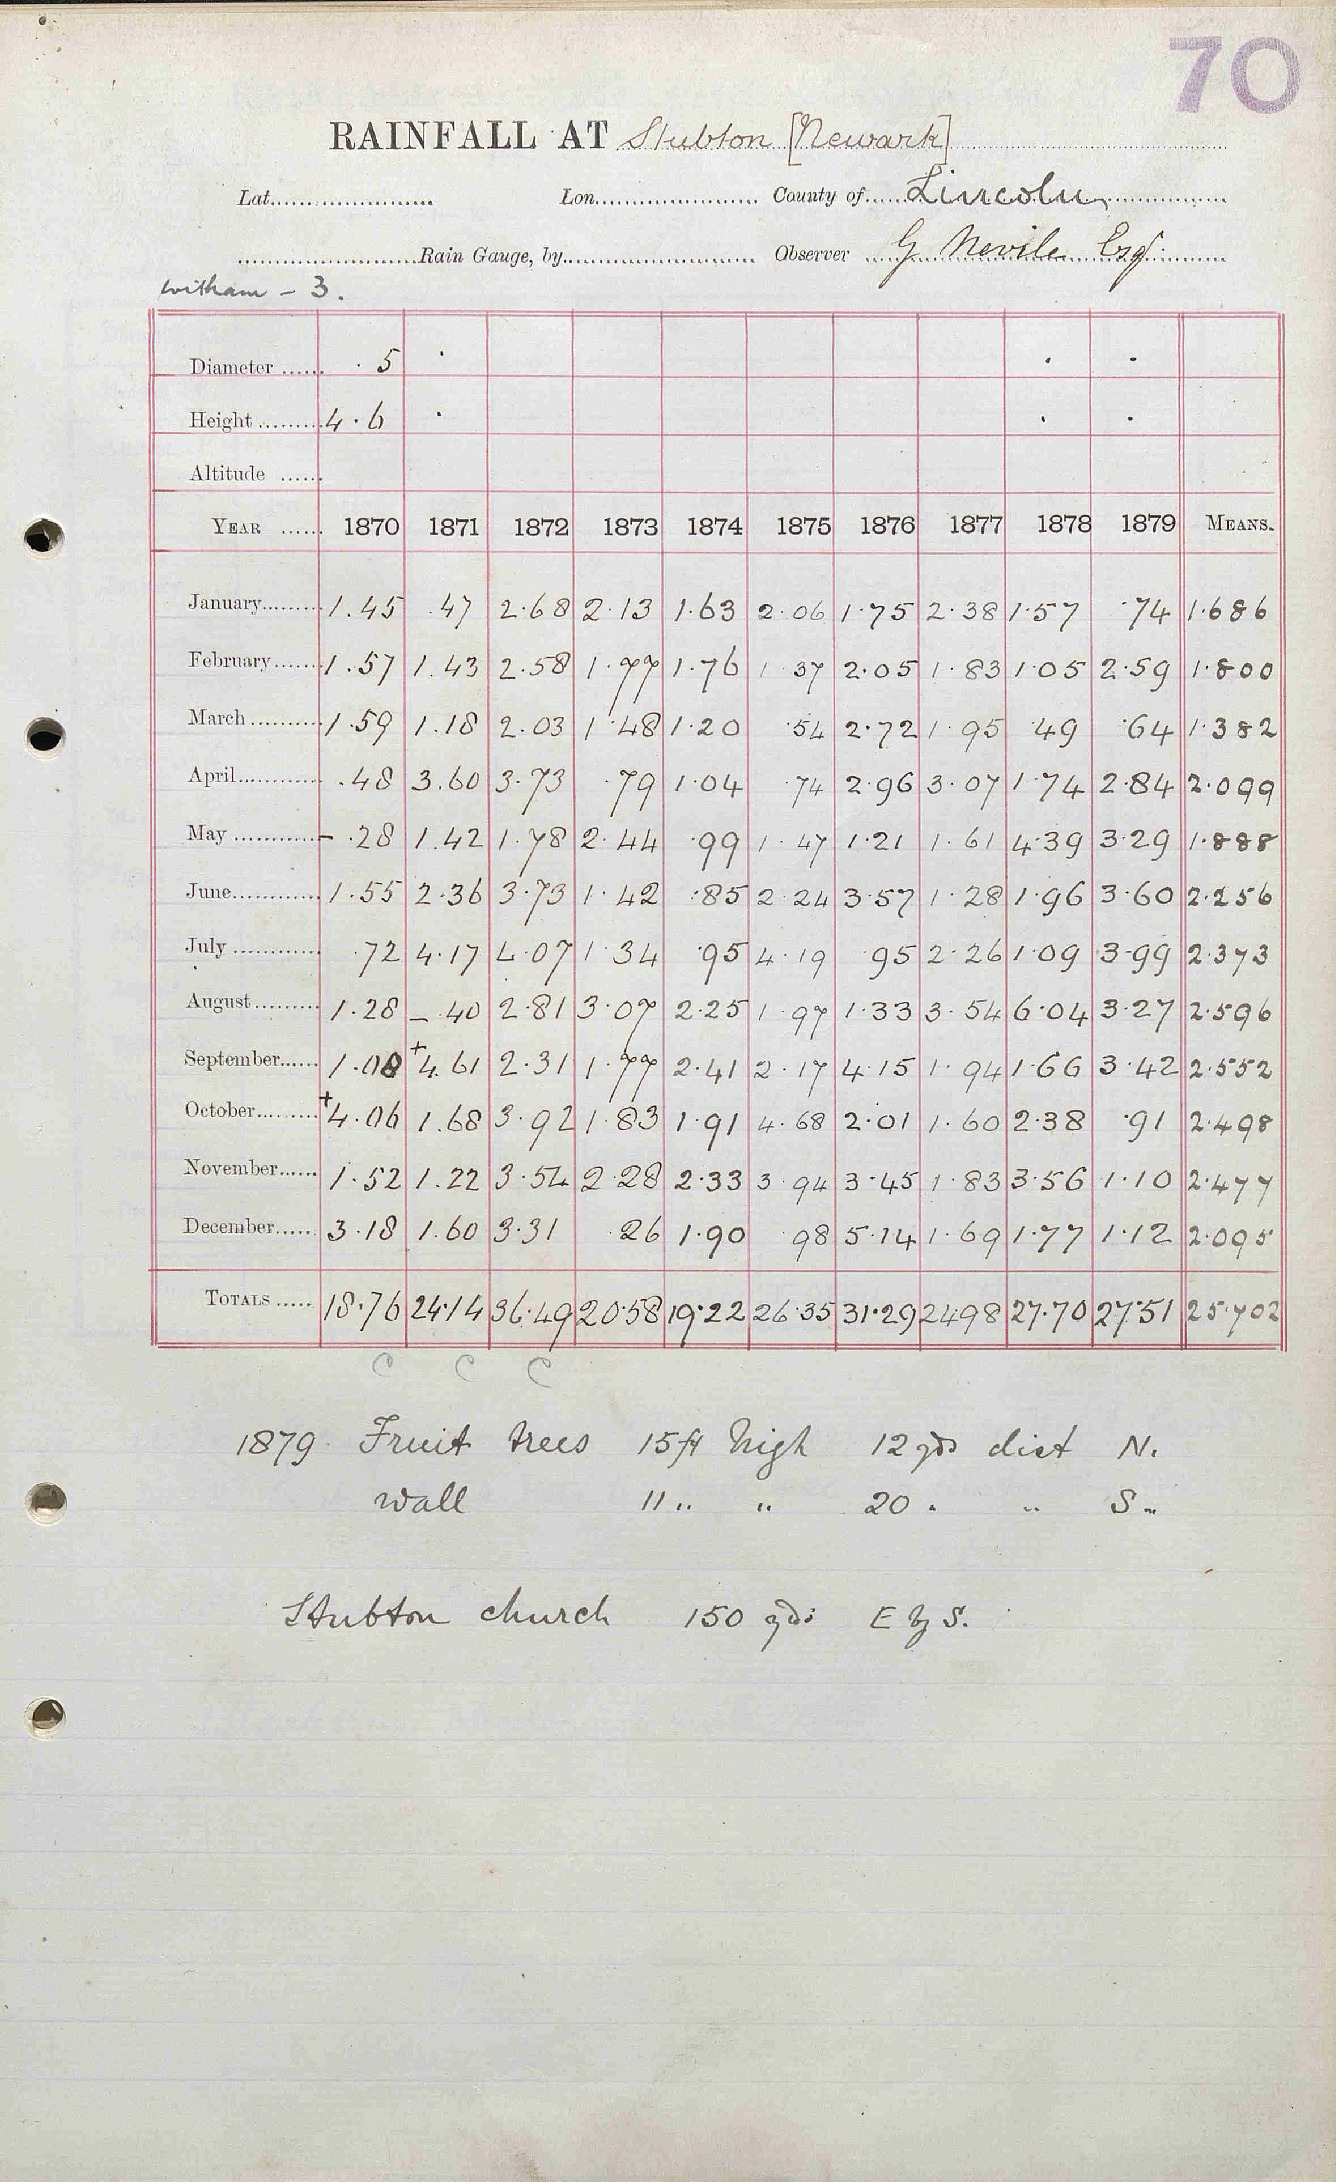 70
RAINFALL AT Stubton [Newark]
Lat. Lon. County of Lincoln
Rain Gauge, by Observer G Nevile Esq
Witham - 3.
Diameter 5
Height 4.6
Altitude
YEAR 1870 1871 1872 1873 1874 1875 1876 1877 1878 1879 MEANS.
January 1.45 .47 2.68 2.13 1.63 2.06 1.75 2.38 1.57 .74 1.686
February 1.57 1.43 2.58 1.77 1.76 1.37 2.05 1.83 1.05 2.59 1.800
March 1.59 1.18 2.03 1.48 1.20 .54 2.72 1.95 .49 .64 1.382
April .48 3.60 3.73 .79 1.04 .74 2.96 3.07 1.74 2.84 2.099
May - .28 1.42 1.78 2.44 .99 1.47 1.21 1.61 4.39 3.29 1.888
June 1.55 2.36 3.73 1.42 .85 2.24 3.57 1.28 1.96 3.60 2.256
July .72 4.17 4.07 1.34 .95 4.19 .95 2.26 1.09 3.99 2.373
August 1.28 - .40 2.81 3.07 2.25 1.97 1.33 3.54 6.04 3.27 2.596
September 1.08 +4.61 2.31 1.77 2.41 2.17 4.15 1.94 1.66 3.42 2.552
October +4.06 1.68 3.92 1.83 1.91 4.68 2.01 1.60 2.38 .91 2.498
November 1.52 1.22 3.54 2.28 2.33 3.94 3.45 1.83 3.56 1.10 2.477
December 3.18 1.60 3.31 .26 1.90 .98 5.14 1.69 1.77 1.12 2.095
TOTALS 18.76 24.14 36.49 20.58 19.22 26.35 31.29 24.98 27.70 27.51 25.702
C C C
1879 Fruit trees 15 ft high 12 yds dist N.
wall 11 " " 20 " " S "
Stubton church 150 yds E by S.